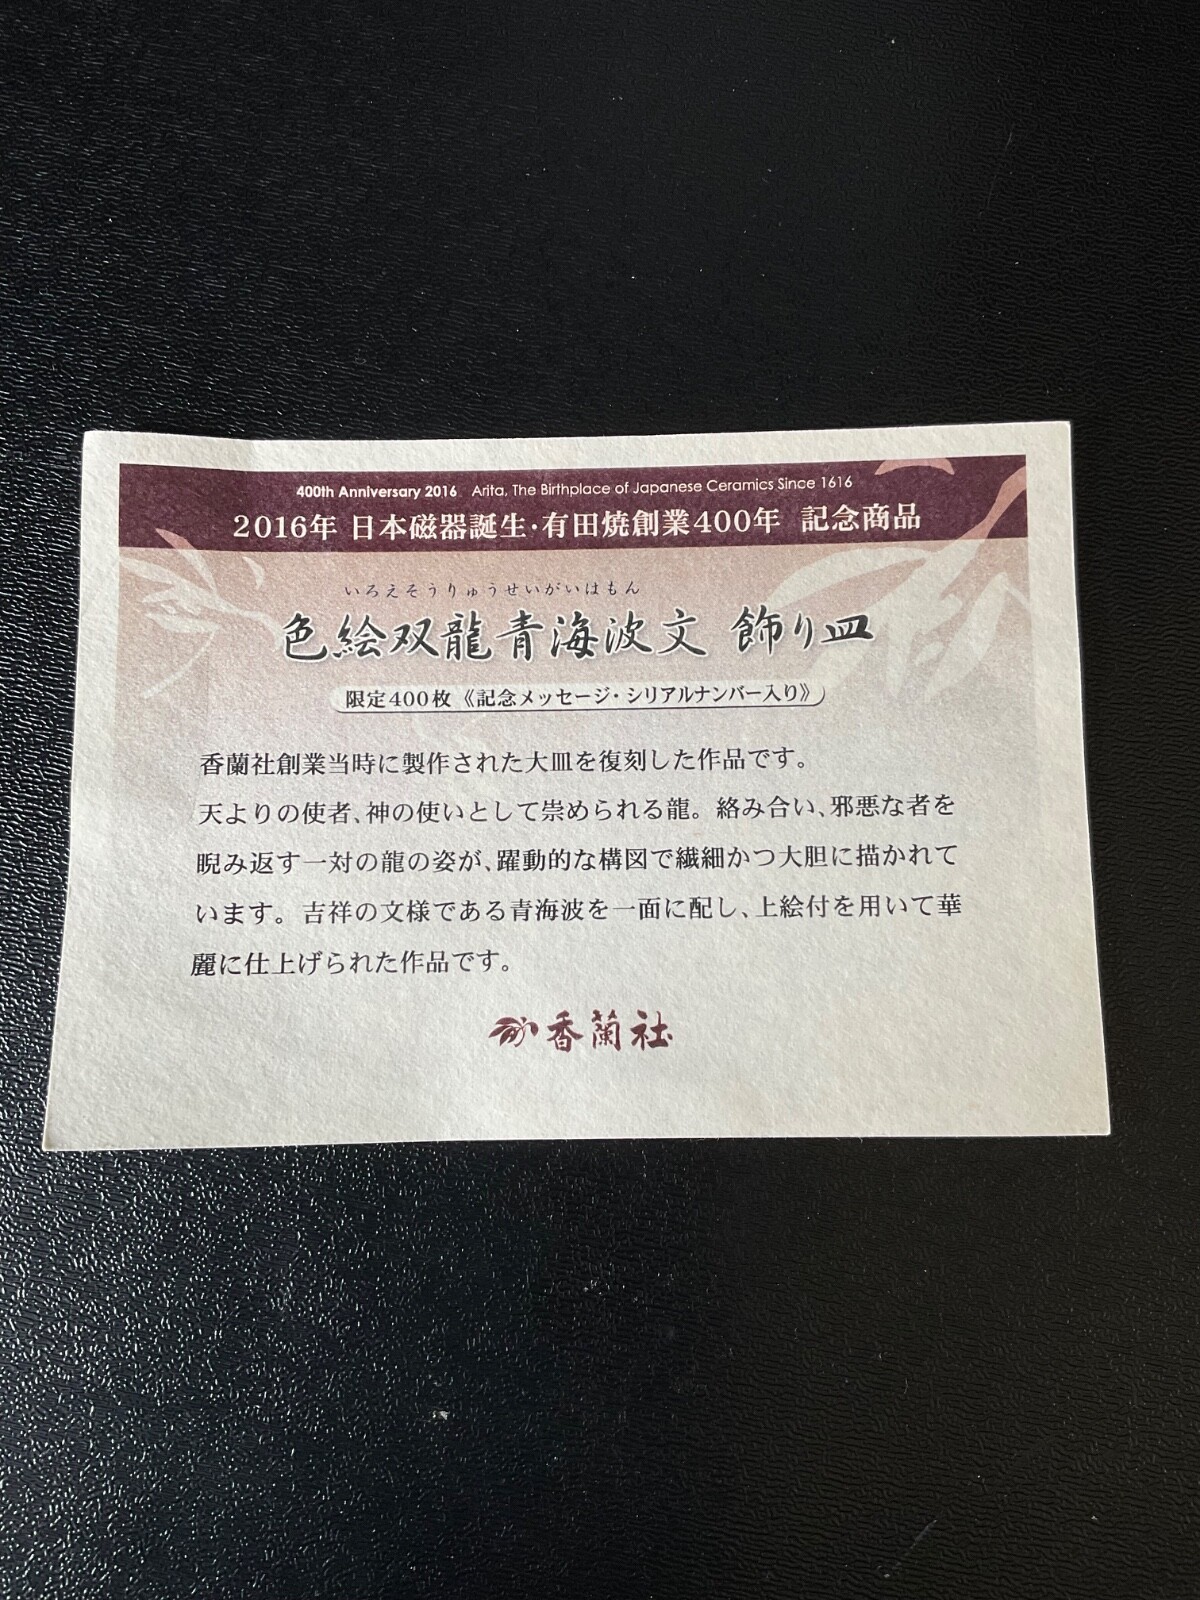 400th Anniversary 2016 Arita, The Birthplace of Japanese Ceramics Since 1616
2016年 日本磁器誕生・有田焼創業400年 記念商品
いろえそうりゅうせいがいはもん
色絵双龍青海波文 飾り皿
限定400枚《記念メッセージ・シリアルナンバー入り》
香蘭社創業当時に製作された大皿を復刻した作品です。
天よりの使者、神の使いとして崇められる龍。絡み合い、邪悪な者を
睨み返す一対の龍の姿が、躍動的な構図で繊細かつ大胆に描かれて
います。吉祥の文様である青海波を一面に配し、上絵付を用いて華
麗に仕上げられた作品です。
香蘭社